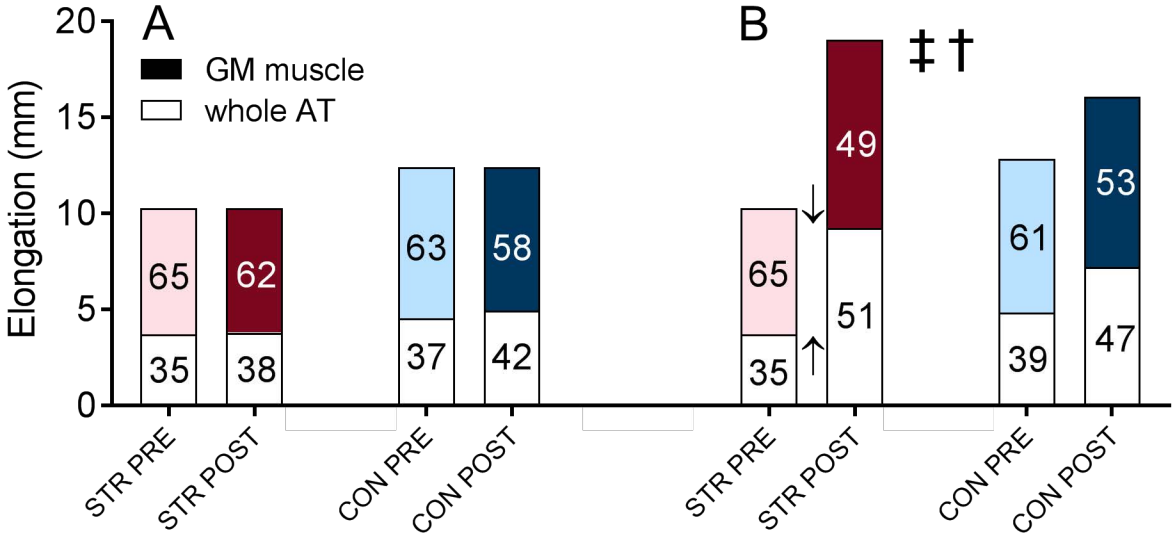 A
B
‡ †
GM muscle
whole AT
Elongation (mm)
20
15
10
5
0
65
35
62
38
63
37
58
42
65
35
49
51
61
39
53
47
STR PRE
STR POST
CON PRE
CON POST
STR PRE
STR POST
CON PRE
CON POST